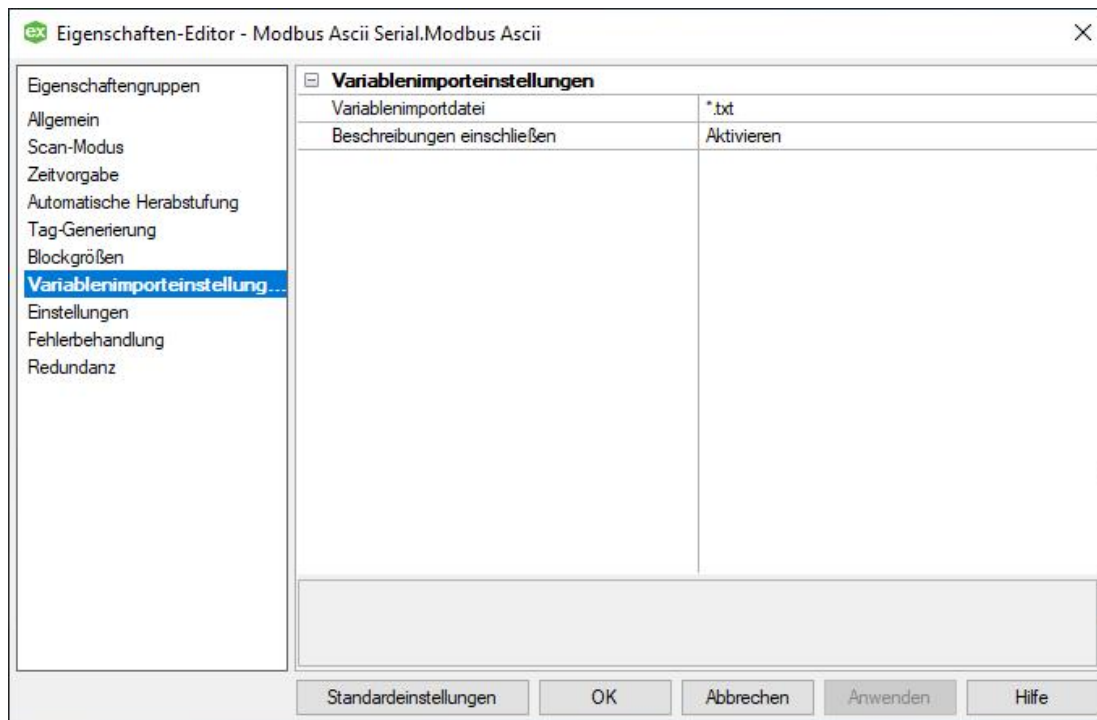 ex Eigenschaften-Editor - Modbus Ascii Serial.Modbus Ascii
Eigenschaftengruppen
Allgemein
Scan-Modus
Zeitvorgabe
Automatische Herabstufung
Tag-Generierung
Blockgrößen
Variablenimporteinstellung...
Einstellungen
Fehlerbehandlung
Redundanz
Variablenimporteinstellungen
Variablenimportdatei *.txt
Beschreibungen einschließen Aktivieren
Standardeinstellungen OK Abbrechen Anwenden Hilfe